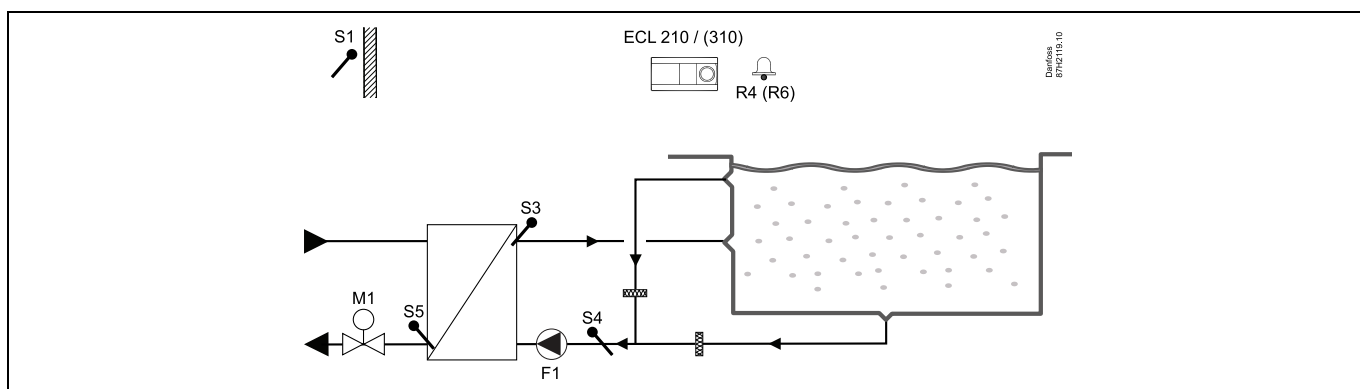 S1
ECL 210 / (310)
R4 (R6)
Danfoss
87H2119.10
S3
M1
S5
S4
F1